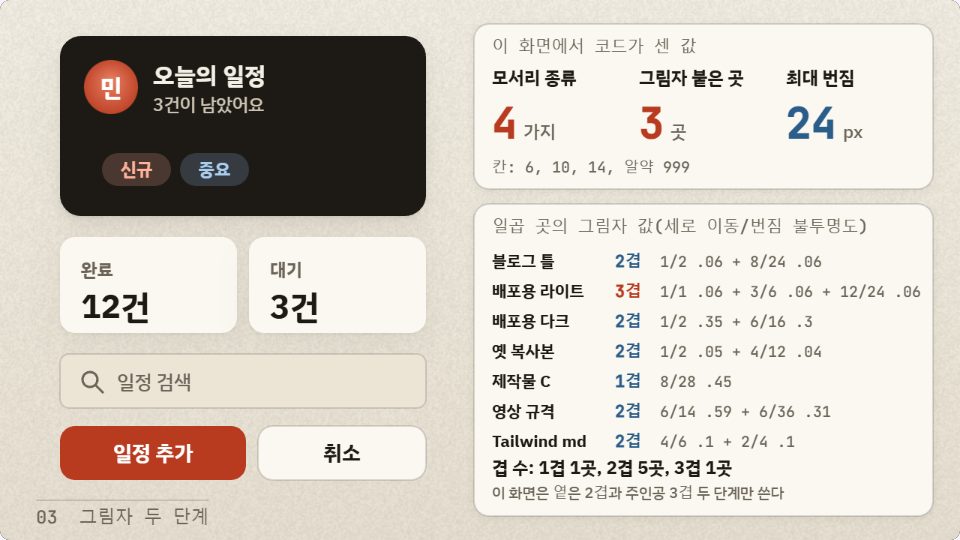 민
오늘의 일정
3건이 남았어요
신규
중요
완료
12건
대기
3건
일정 검색
일정 추가
취소
03 그림자 두 단계
이 화면에서 코드가 센 값
모서리 종류
4 가지
그림자 붙은 곳
3 곳
최대 번짐
24 px
칸: 6, 10, 14, 알약 999
일곱 곳의 그림자 값(세로 이동/번짐 불투명도)
블로그 틀 2겹 1/2 .06 + 8/24 .06
배포용 라이트 3겹 1/1 .06 + 3/6 .06 + 12/24 .06
배포용 다크 2겹 1/2 .35 + 6/16 .3
옛 복사본 2겹 1/2 .05 + 4/12 .04
제작물 C 1겹 8/28 .45
영상 규격 2겹 6/14 .59 + 6/36 .31
Tailwind md 2겹 4/6 .1 + 2/4 .1
겹 수: 1겹 1곳, 2겹 5곳, 3겹 1곳
이 화면은 옅은 2겹과 주인공 3겹 두 단계만 쓴다